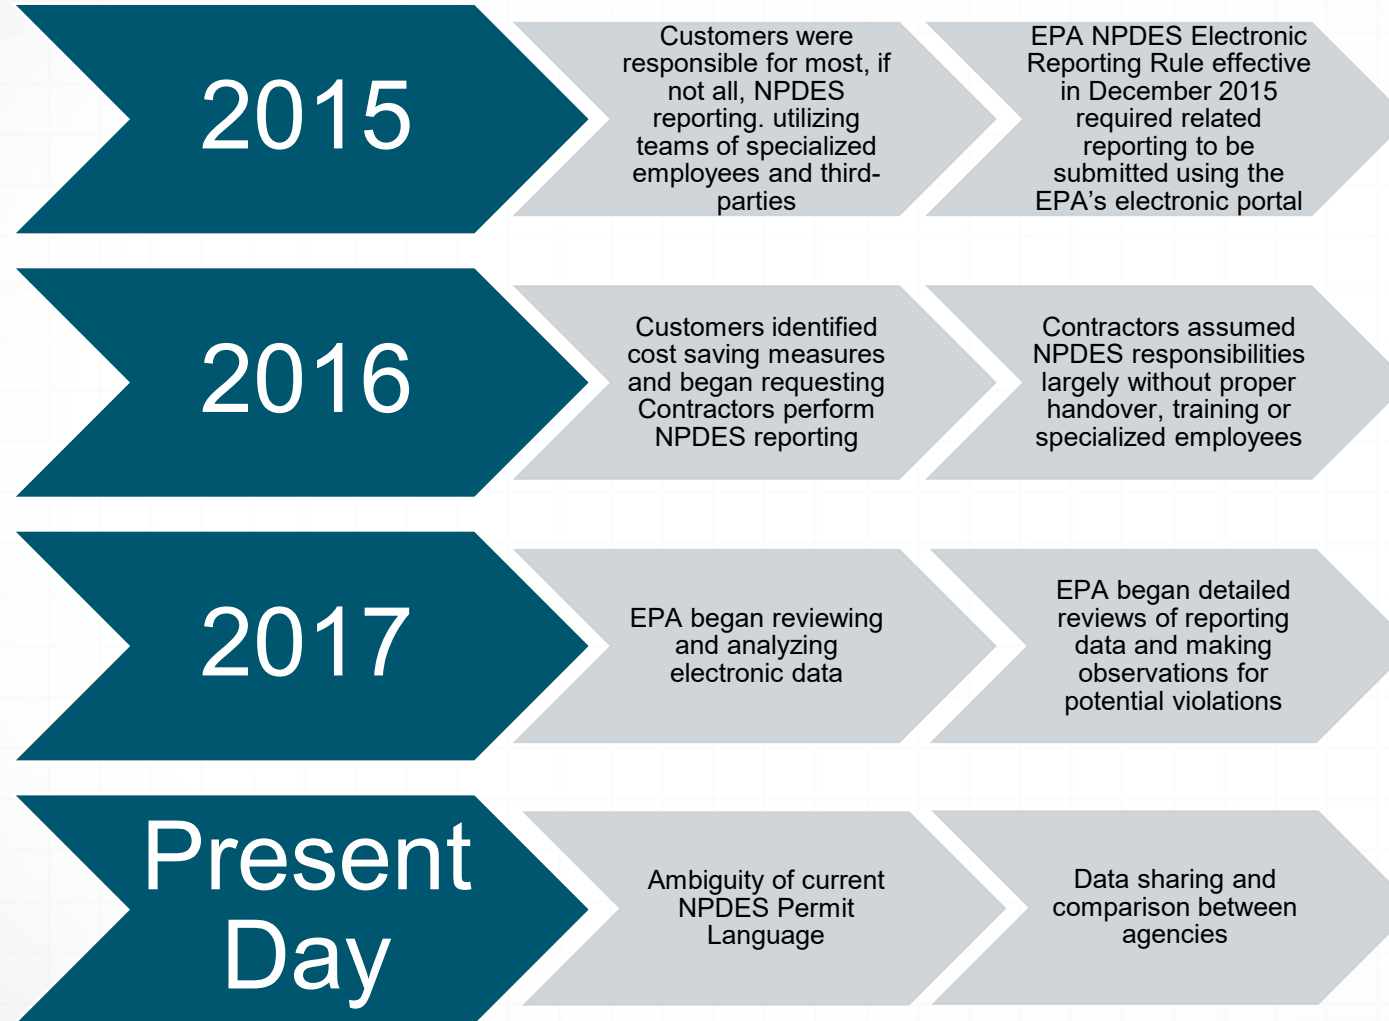 2015
Customers were
responsible for most, if
not all, NPDES
reporting. utilizing
teams of specialized
employees and third-
parties
EPA NPDES Electronic
Reporting Rule effective
in December 2015
required related
reporting to be
submitted using the
EPA’s electronic portal
2016
Customers identified
cost saving measures
and began requesting
Contractors perform
NPDES reporting
Contractors assumed
NPDES responsibilities
largely without proper
handover, training or
specialized employees
2017
EPA began reviewing
and analyzing
electronic data
EPA began detailed
reviews of reporting
data and making
observations for
potential violations
Present
Day
Ambiguity of current
NPDES Permit
Language
Data sharing and
comparison between
agencies